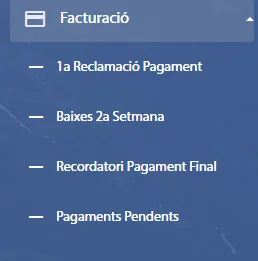 Facturació
1a Reclamació Pagament
Baixes 2a Setmana
Recordatori Pagament Final
Pagaments Pendents